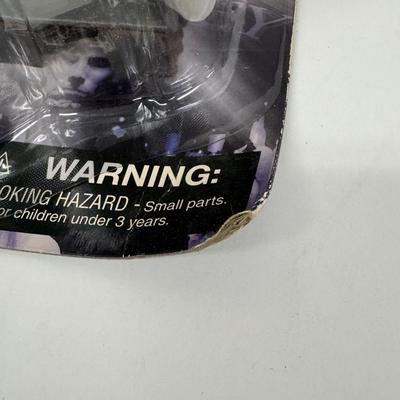 WARNING:
OKING HAZARD - Small parts.
or children under 3 years.